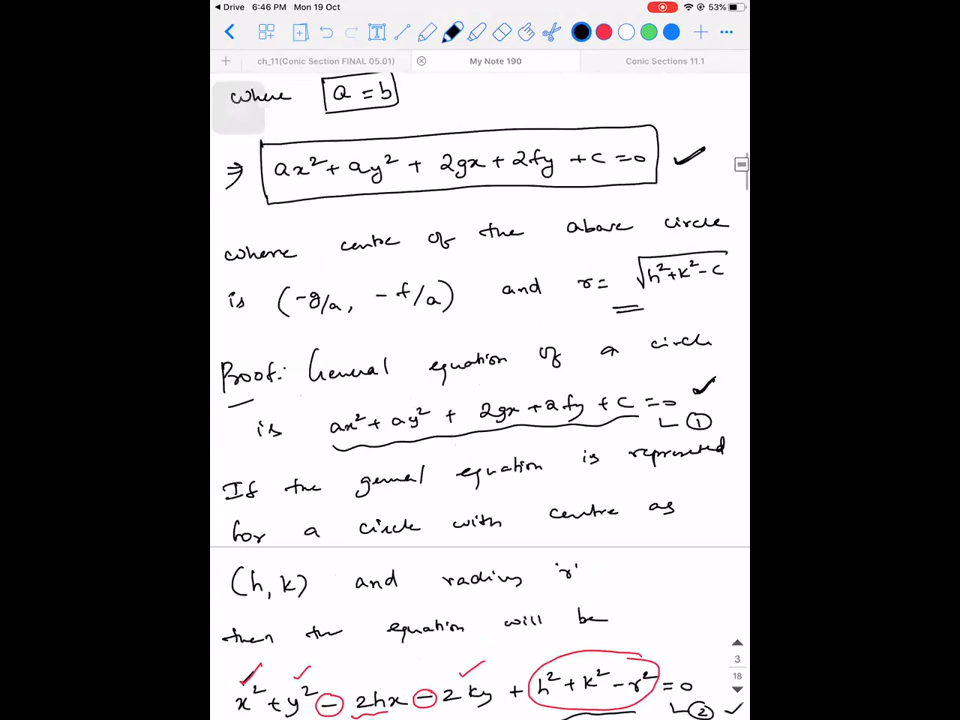 Drive 6:46 PM Mon 19 Oct 53%
ch_11(Conic Section FINAL 05.01) My Note 190 Conic Sections 11.1
where a = b
⇒ ax² + ay² + 2gx + 2fy + c = 0
where centre of the above circle
is (-g/a, -f/a) and r = √h²+k²-c
Proof: General equation of a circle
is ax² + ay² + 2gx + 2fy + c = 0
①
If the general equation is represented
for a circle with centre as
(h, k) and radius 'r'
then the equation will be
3
18
x² + y² - 2hx - 2ky + h² + k² - r² = 0
②